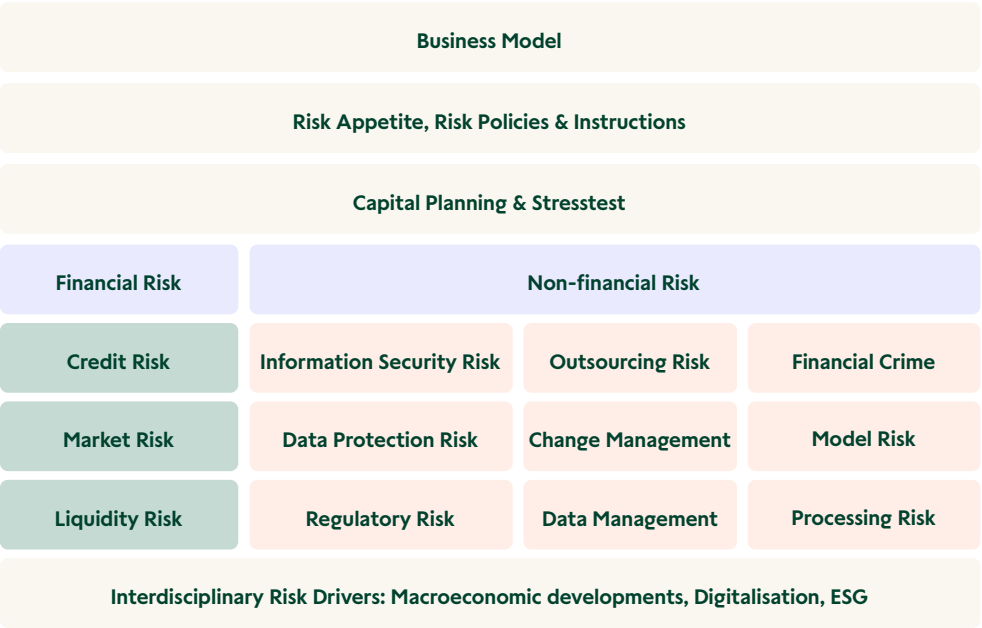 Business Model
Risk Appetite, Risk Policies & Instructions
Capital Planning & Stresstest
Financial Risk
Non-financial Risk
Credit Risk
Information Security Risk
Outsourcing Risk
Financial Crime
Market Risk
Data Protection Risk
Change Management
Model Risk
Liquidity Risk
Regulatory Risk
Data Management
Processing Risk
Interdisciplinary Risk Drivers: Macroeconomic developments, Digitalisation, ESG